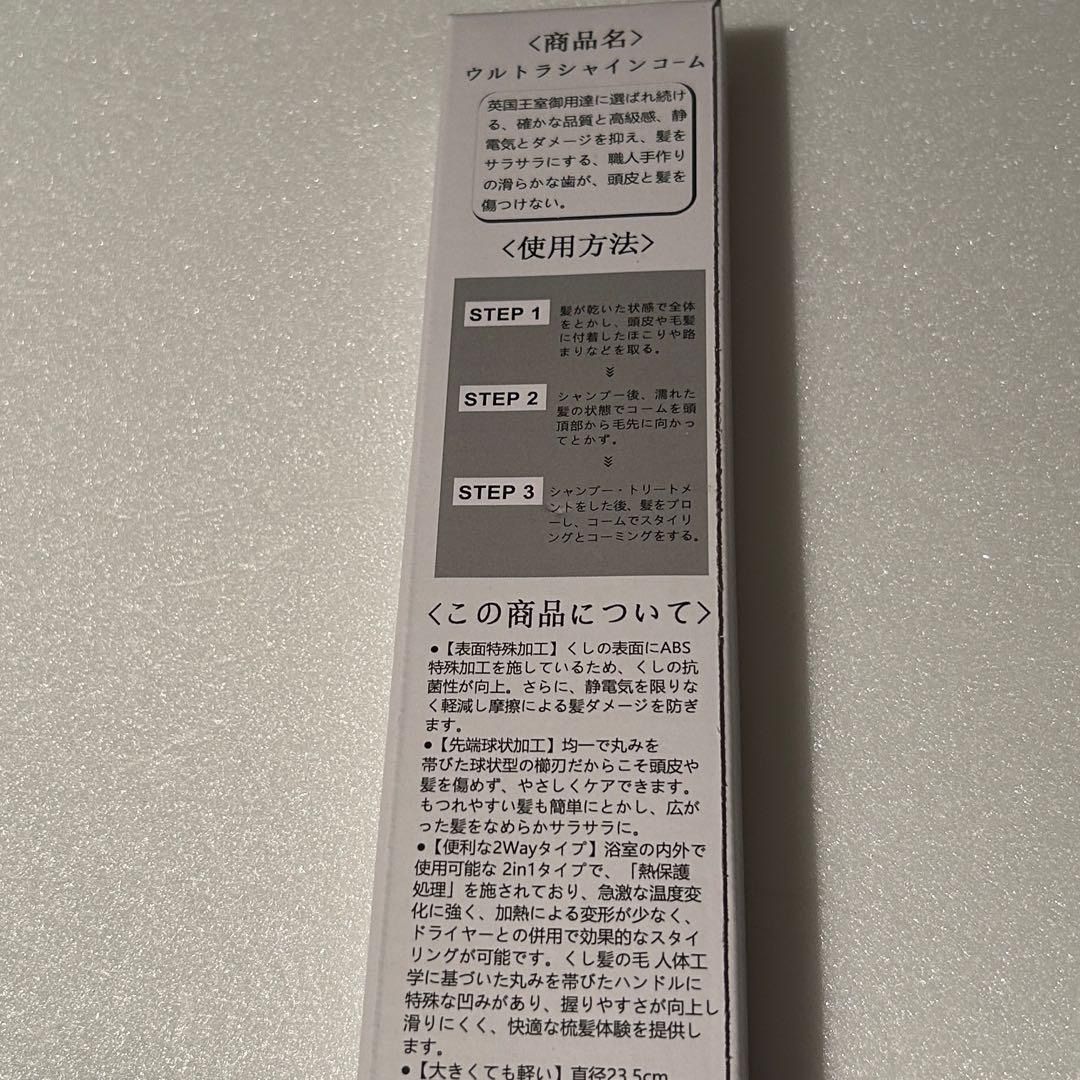 <商品名>
ウルトラシャインコーム
英国王室御用達に選ばれ続け
る、確かな品質と高級感、静
電気とダメージを抑え、髪を
サラサラにする、職人手作り
の滑らかな歯が、頭皮と髪を
傷つけない。
<使用方法>
STEP 1
髪が乾いた状感で全体
をとかし、頭皮や毛髪
に付着したほこりや路
まりなどを取る。
STEP 2
シャンプー後、濡れた
髪の状態でコームを頭
頂部から毛先に向かっ
てとかず。
STEP 3
シャンプー・トリートメ
ントをした後、髪をブロ
ーし、コームでスタイリ
ングとコーミングをする。
<この商品について>
●【表面特殊加工】くしの表面にABS
特殊加工を施しているため、くしの抗
菌性が向上。さらに、静電気を限りな
く軽減し摩擦による髪ダメージを防ぎ
ます。
●【先端球状加工】均一で丸みを
帯びた球状型の櫛刃だからこそ頭皮や
髪を傷めず、やさしくケアできます。
もつれやすい髪も簡単にとかし、広が
った髪をなめらかサラサラに。
●【便利な2Wayタイプ】浴室の内外で
使用可能な 2in1タイプで、「熱保護
処理」を施されており、急激な温度変
化に強く、加熱による変形が少なく、
ドライヤーとの併用で効果的なスタイ
リングが可能です。くし髪の毛 人体工
学に基づいた丸みを帯びたハンドルに
特殊な凹みがあり、握りやすさが向上し
滑りにくく、快適な梳髪体験を提供し
ます。
●【大きくても軽い】直径23.5cm